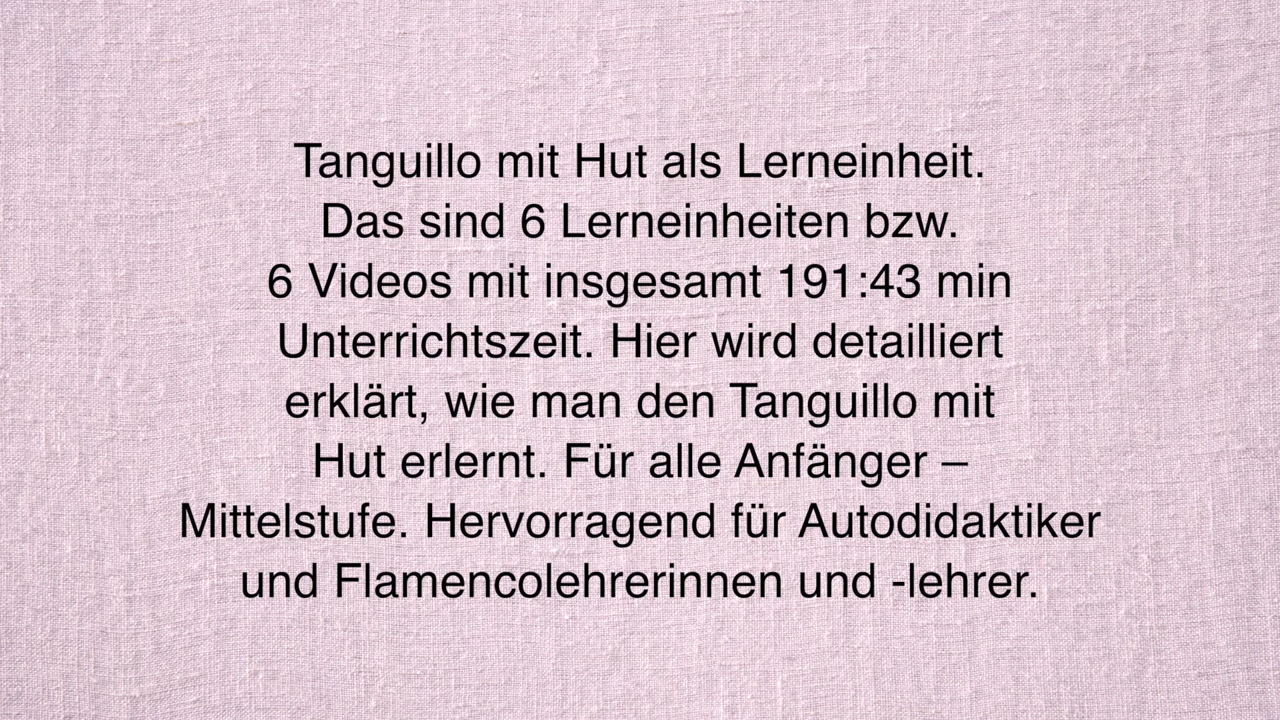 Tanguillo mit Hut als Lerneinheit.
Das sind 6 Lerneinheiten bzw.
6 Videos mit insgesamt 191:43 min
Unterrichtszeit. Hier wird detailliert
erklärt, wie man den Tanguillo mit
Hut erlernt. Für alle Anfänger –
Mittelstufe. Hervorragend für Autodidaktiker
und Flamencolehrerinnen und -lehrer.